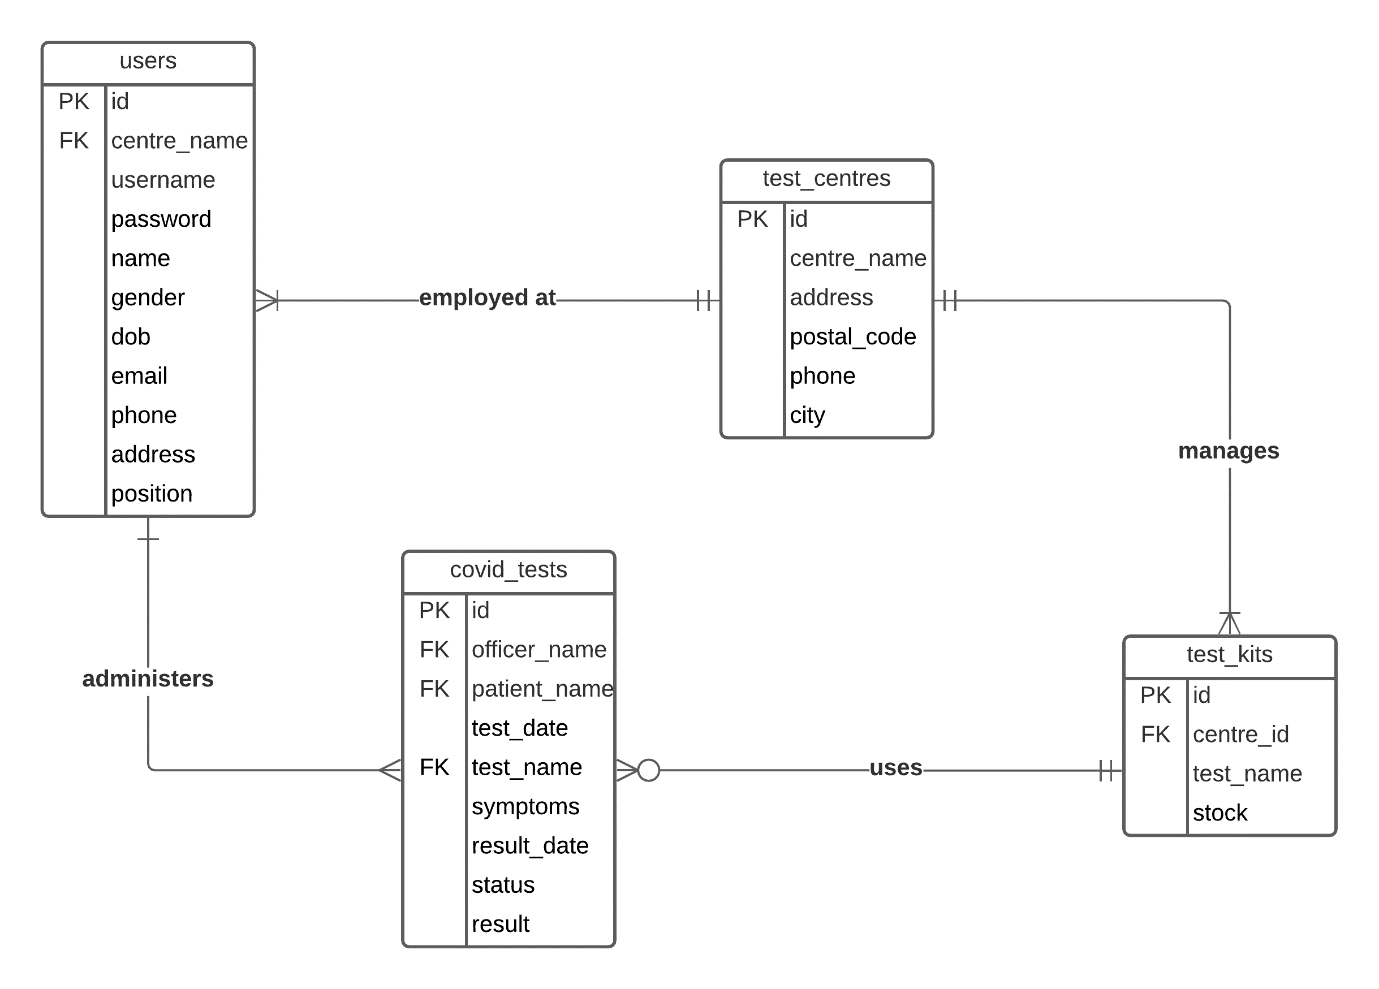 users
PK id
FK centre_name
username
password
name
gender
dob
email
phone
address
position
employed at
test_centres
PK id
centre_name
address
postal_code
phone
city
manages
administers
covid_tests
PK id
FK officer_name
FK patient_name
test_date
FK test_name
symptoms
result_date
status
result
uses
test_kits
PK id
FK centre_id
test_name
stock